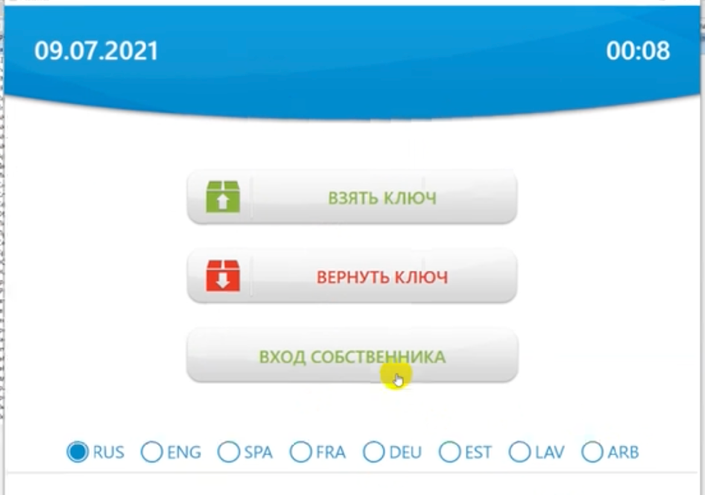 09.07.2021 00:08
ВЗЯТЬ КЛЮЧ
ВЕРНУТЬ КЛЮЧ
ВХОД СОБСТВЕННИКА
RUS ENG SPA FRA DEU EST LAV ARB